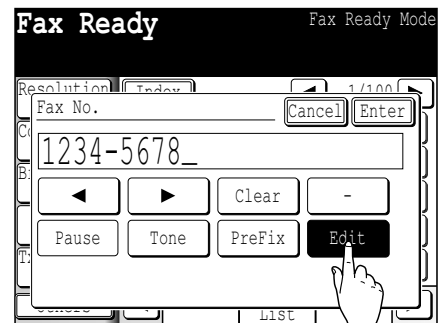 Fax Ready Fax Ready Mode
Resolution Index ◀ 1/100 ▶
Fax No. Cancel Enter
1234-5678_
◀ ▶ Clear -
Pause Tone PreFix Edit
List